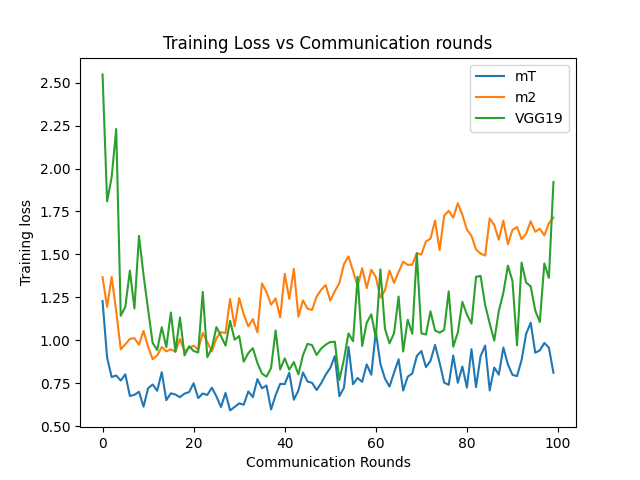 Training Loss vs Communication rounds
mT
m2
VGG19
Training loss
2.50
2.25
2.00
1.75
1.50
1.25
1.00
0.75
0.50
0 20 40 60 80 100
Communication Rounds